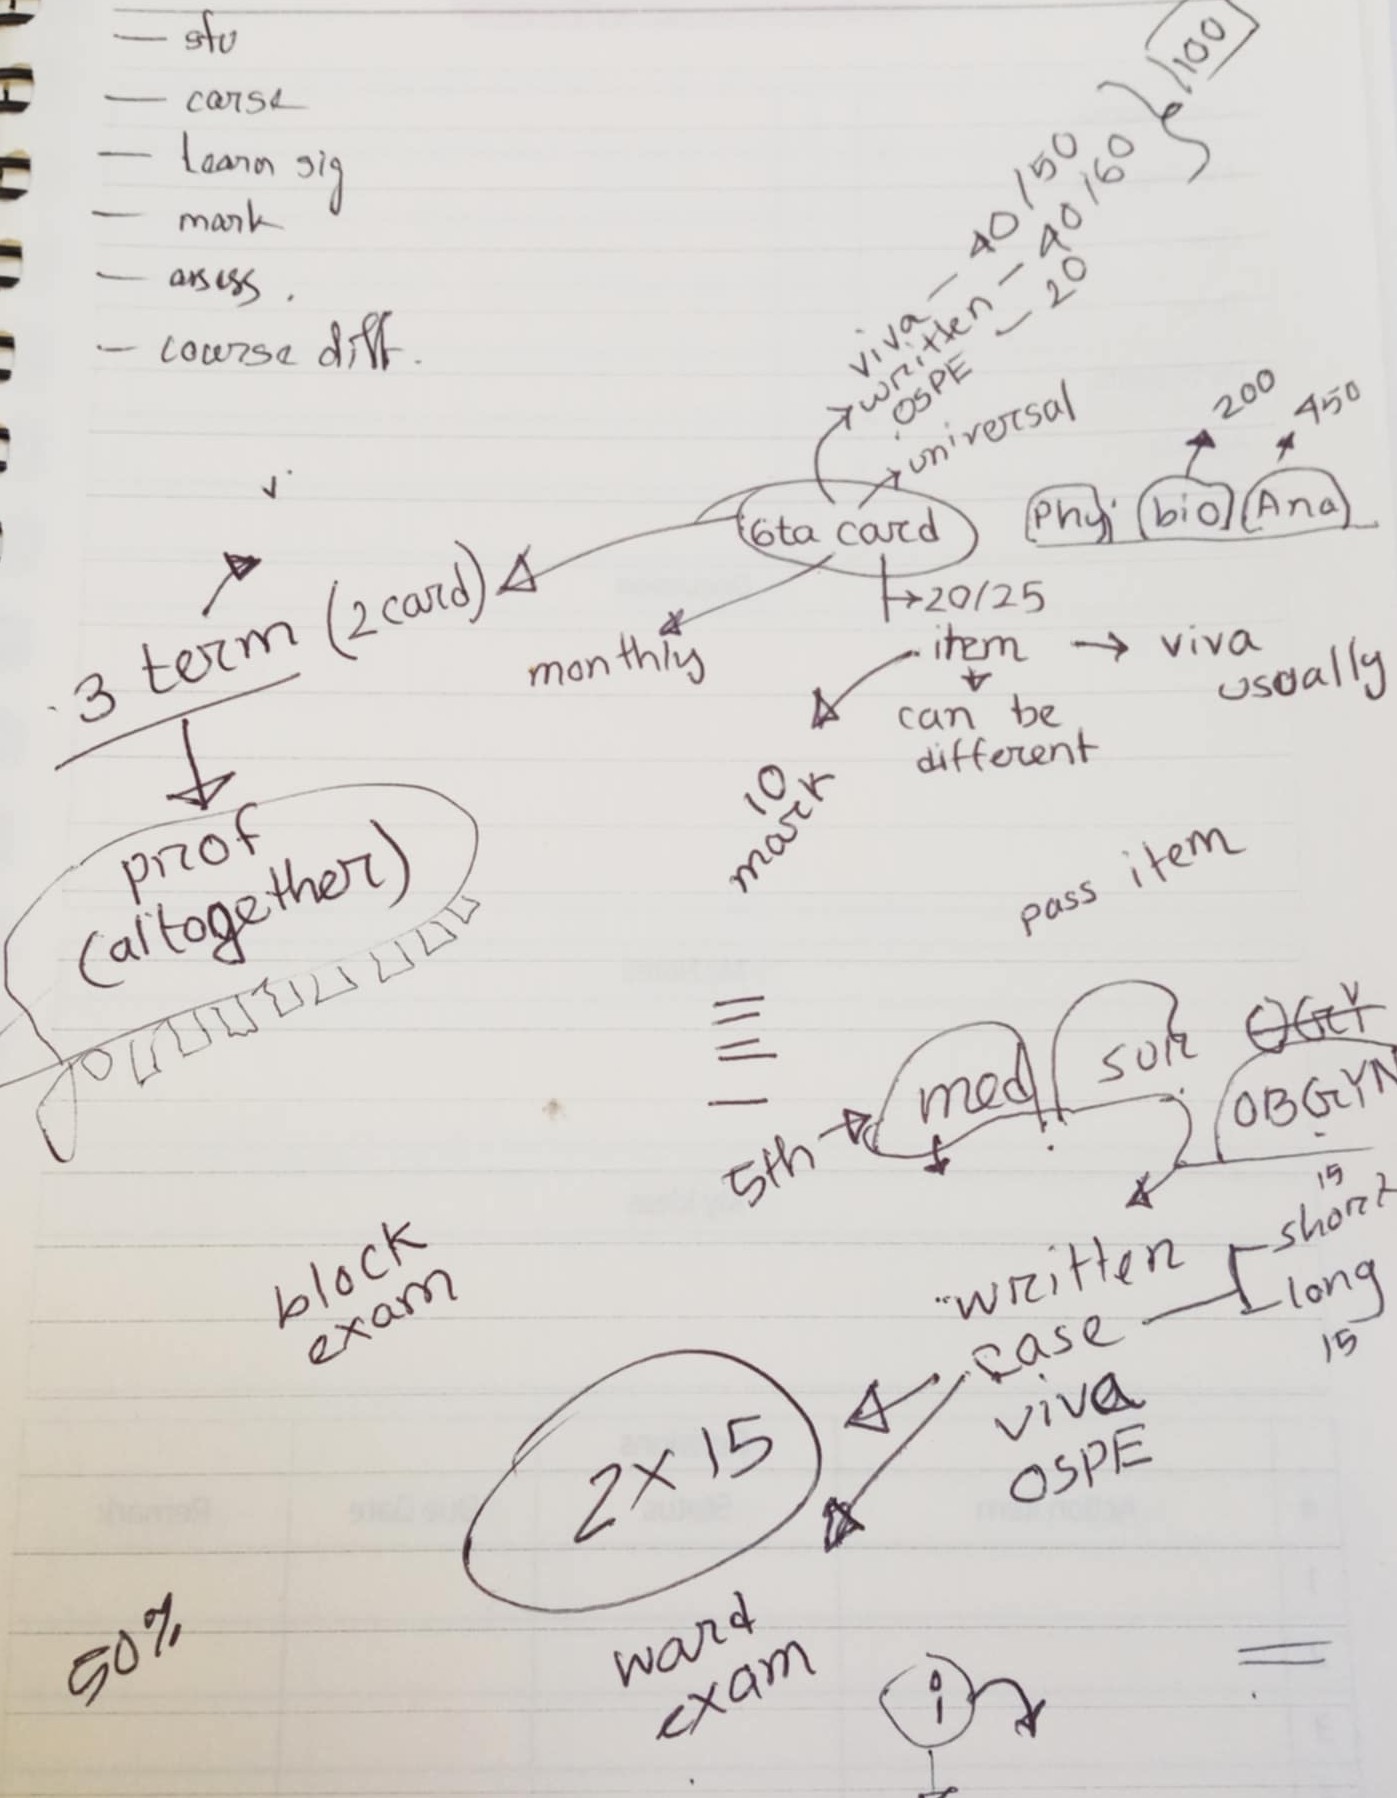 — stu
— carse
— learn sig
— mark
— assess.
— courze diff.
100
viva — 40/50
written — 40/60
OSPE — 20
universal
200
450
6ta card
Phy bio Ana
3 term (2 card)
monthly
20/25
item → viva
usually
can be
different
10
mark
prof
(altogether)
pass item
5th → med sur
OGY
OBGYN
written
case
viva
OSPE
15
short
long
15
block
exam
2 x 15
50%
ward
exam